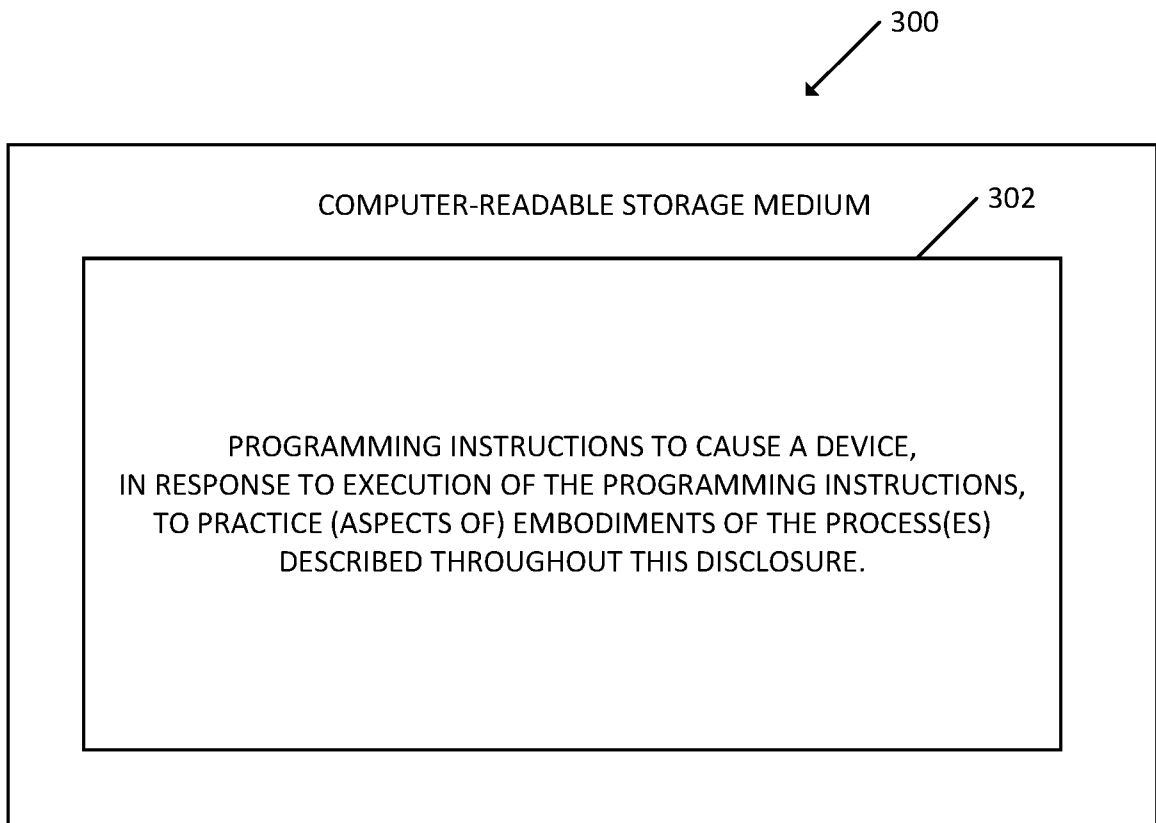 300
COMPUTER-READABLE STORAGE MEDIUM
302
PROGRAMMING INSTRUCTIONS TO CAUSE A DEVICE,
IN RESPONSE TO EXECUTION OF THE PROGRAMMING INSTRUCTIONS,
TO PRACTICE (ASPECTS OF) EMBODIMENTS OF THE PROCESS(ES)
DESCRIBED THROUGHOUT THIS DISCLOSURE.